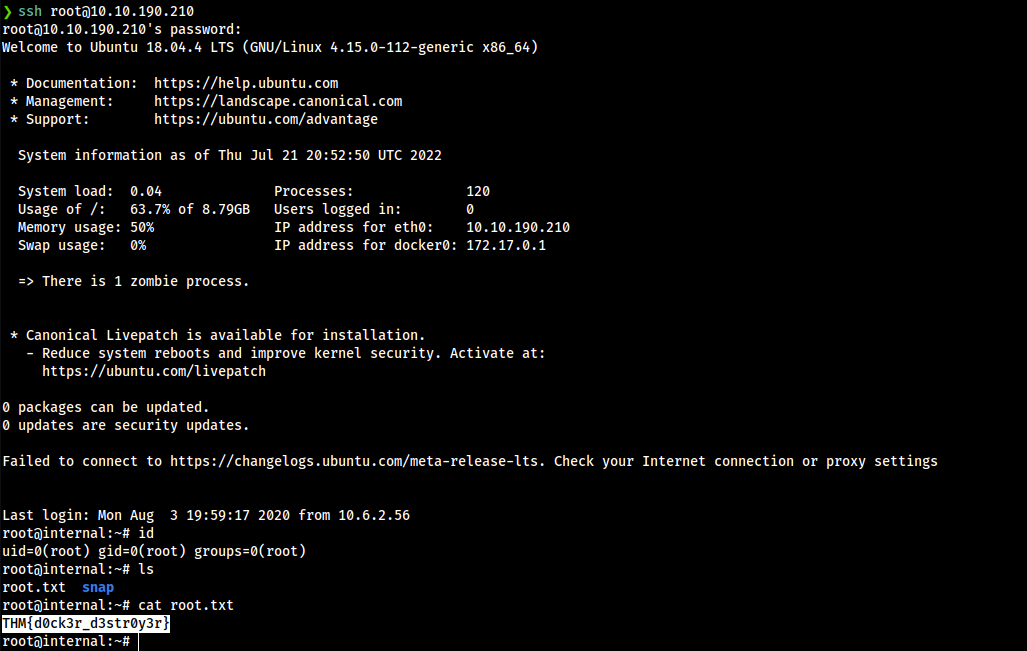 ❯ ssh root@10.10.190.210
root@10.10.190.210's password:
Welcome to Ubuntu 18.04.4 LTS (GNU/Linux 4.15.0-112-generic x86_64)
* Documentation:  https://help.ubuntu.com
* Management:     https://landscape.canonical.com
* Support:        https://ubuntu.com/advantage
System information as of Thu Jul 21 20:52:50 UTC 2022
System load:  0.04              Processes:              120
Usage of /:   63.7% of 8.79GB   Users logged in:        0
Memory usage: 50%               IP address for eth0:    10.10.190.210
Swap usage:   0%                IP address for docker0: 172.17.0.1
=> There is 1 zombie process.
* Canonical Livepatch is available for installation.
- Reduce system reboots and improve kernel security. Activate at:
https://ubuntu.com/livepatch
0 packages can be updated.
0 updates are security updates.
Failed to connect to https://changelogs.ubuntu.com/meta-release-lts. Check your Internet connection or proxy settings
Last login: Mon Aug  3 19:59:17 2020 from 10.6.2.56
root@internal:~# id
uid=0(root) gid=0(root) groups=0(root)
root@internal:~# ls
root.txt  snap
root@internal:~# cat root.txt
THM{d0ck3r_d3str0y3r}
root@internal:~#